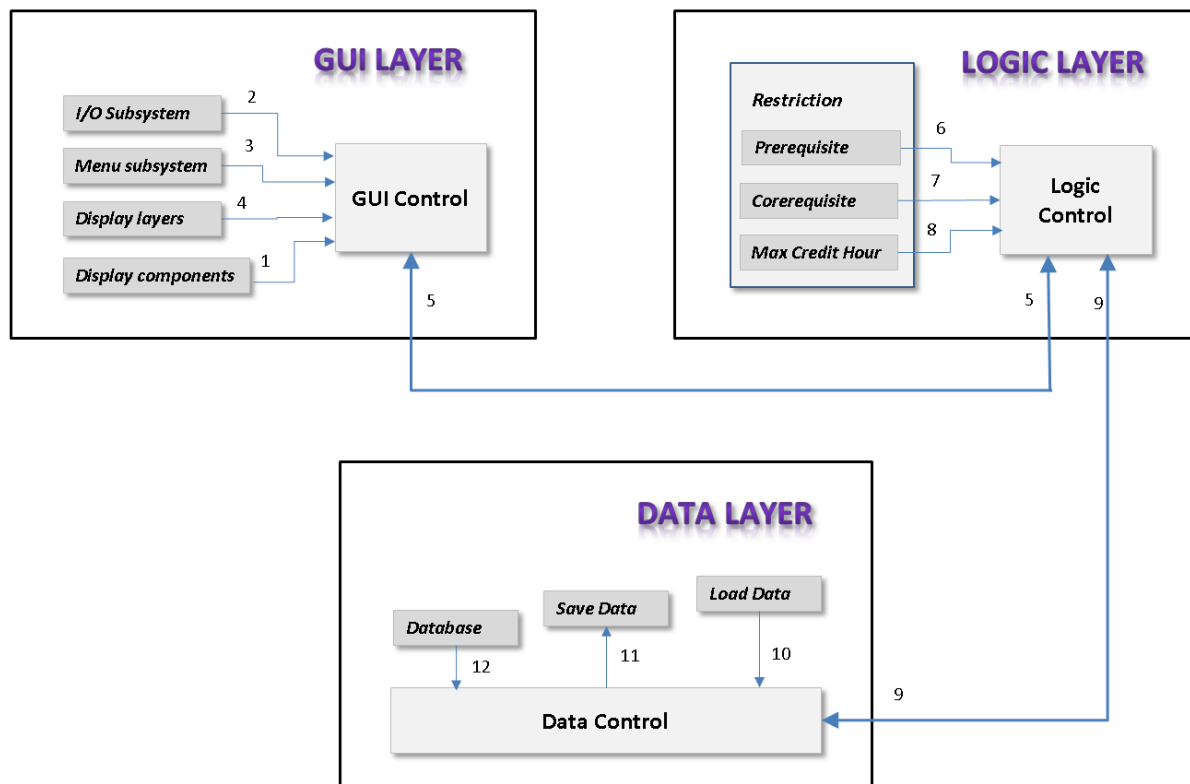 GUI LAYER
I/O Subsystem
2
Menu subsystem
3
Display layers
4
Display components
1
GUI Control
5
LOGIC LAYER
Restriction
Prerequisite
6
Corerequisite
7
Max Credit Hour
8
Logic
Control
5
9
DATA LAYER
Database
12
Save Data
11
Load Data
10
Data Control
9